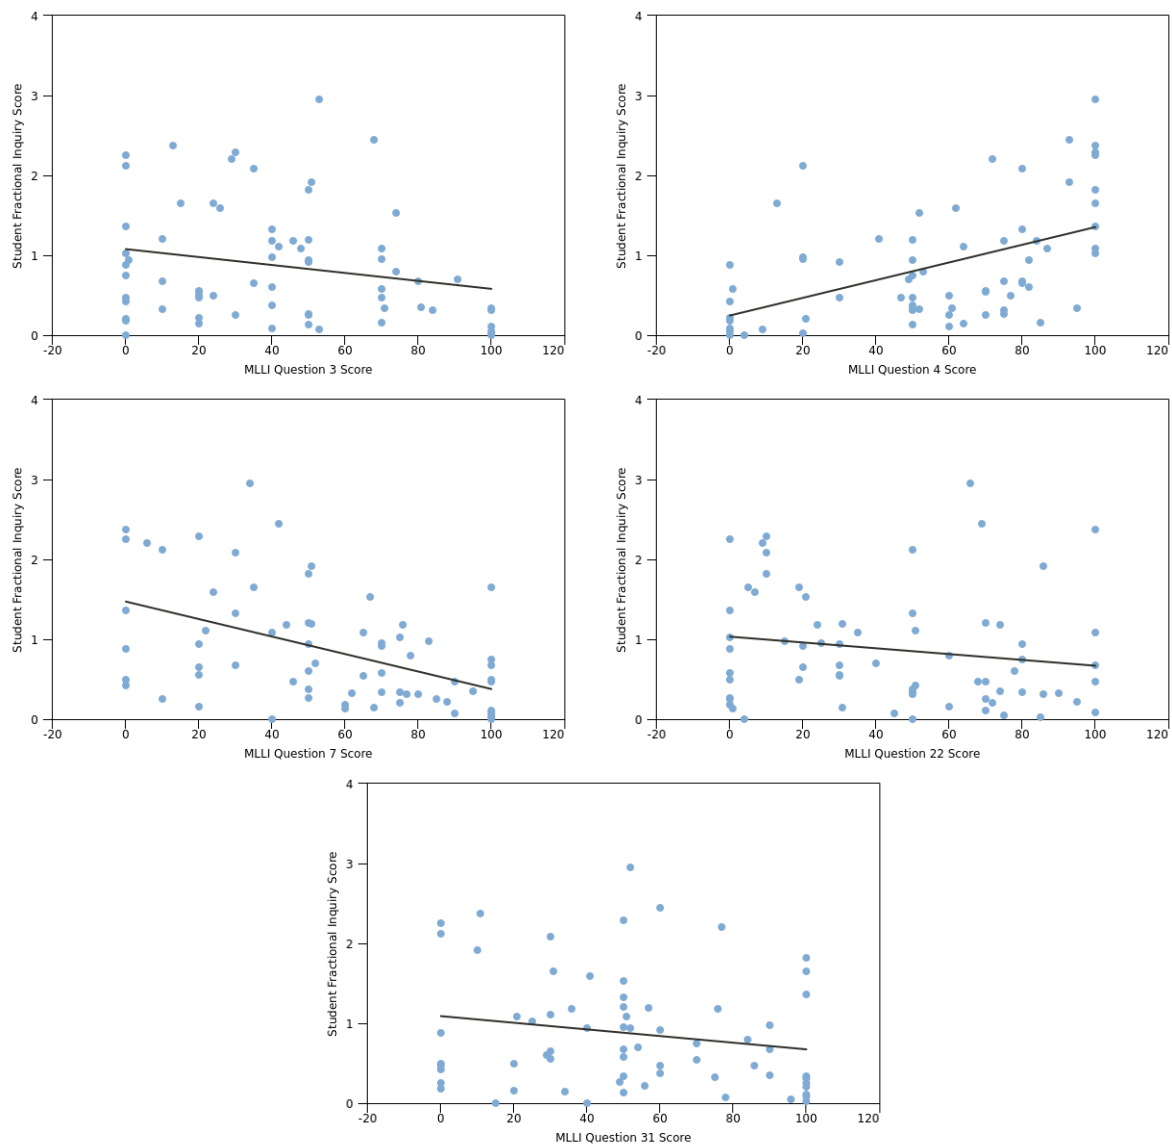 4
3
2
1
0
Student Fractional Inquiry Score
-20 0 20 40 60 80 100 120
MLLI Question 3 Score
4
3
2
1
0
Student Fractional Inquiry Score
-20 0 20 40 60 80 100 120
MLLI Question 4 Score
4
3
2
1
0
Student Fractional Inquiry Score
-20 0 20 40 60 80 100 120
MLLI Question 7 Score
4
3
2
1
0
Student Fractional Inquiry Score
-20 0 20 40 60 80 100 120
MLLI Question 22 Score
4
3
2
1
0
Student Fractional Inquiry Score
-20 0 20 40 60 80 100 120
MLLI Question 31 Score